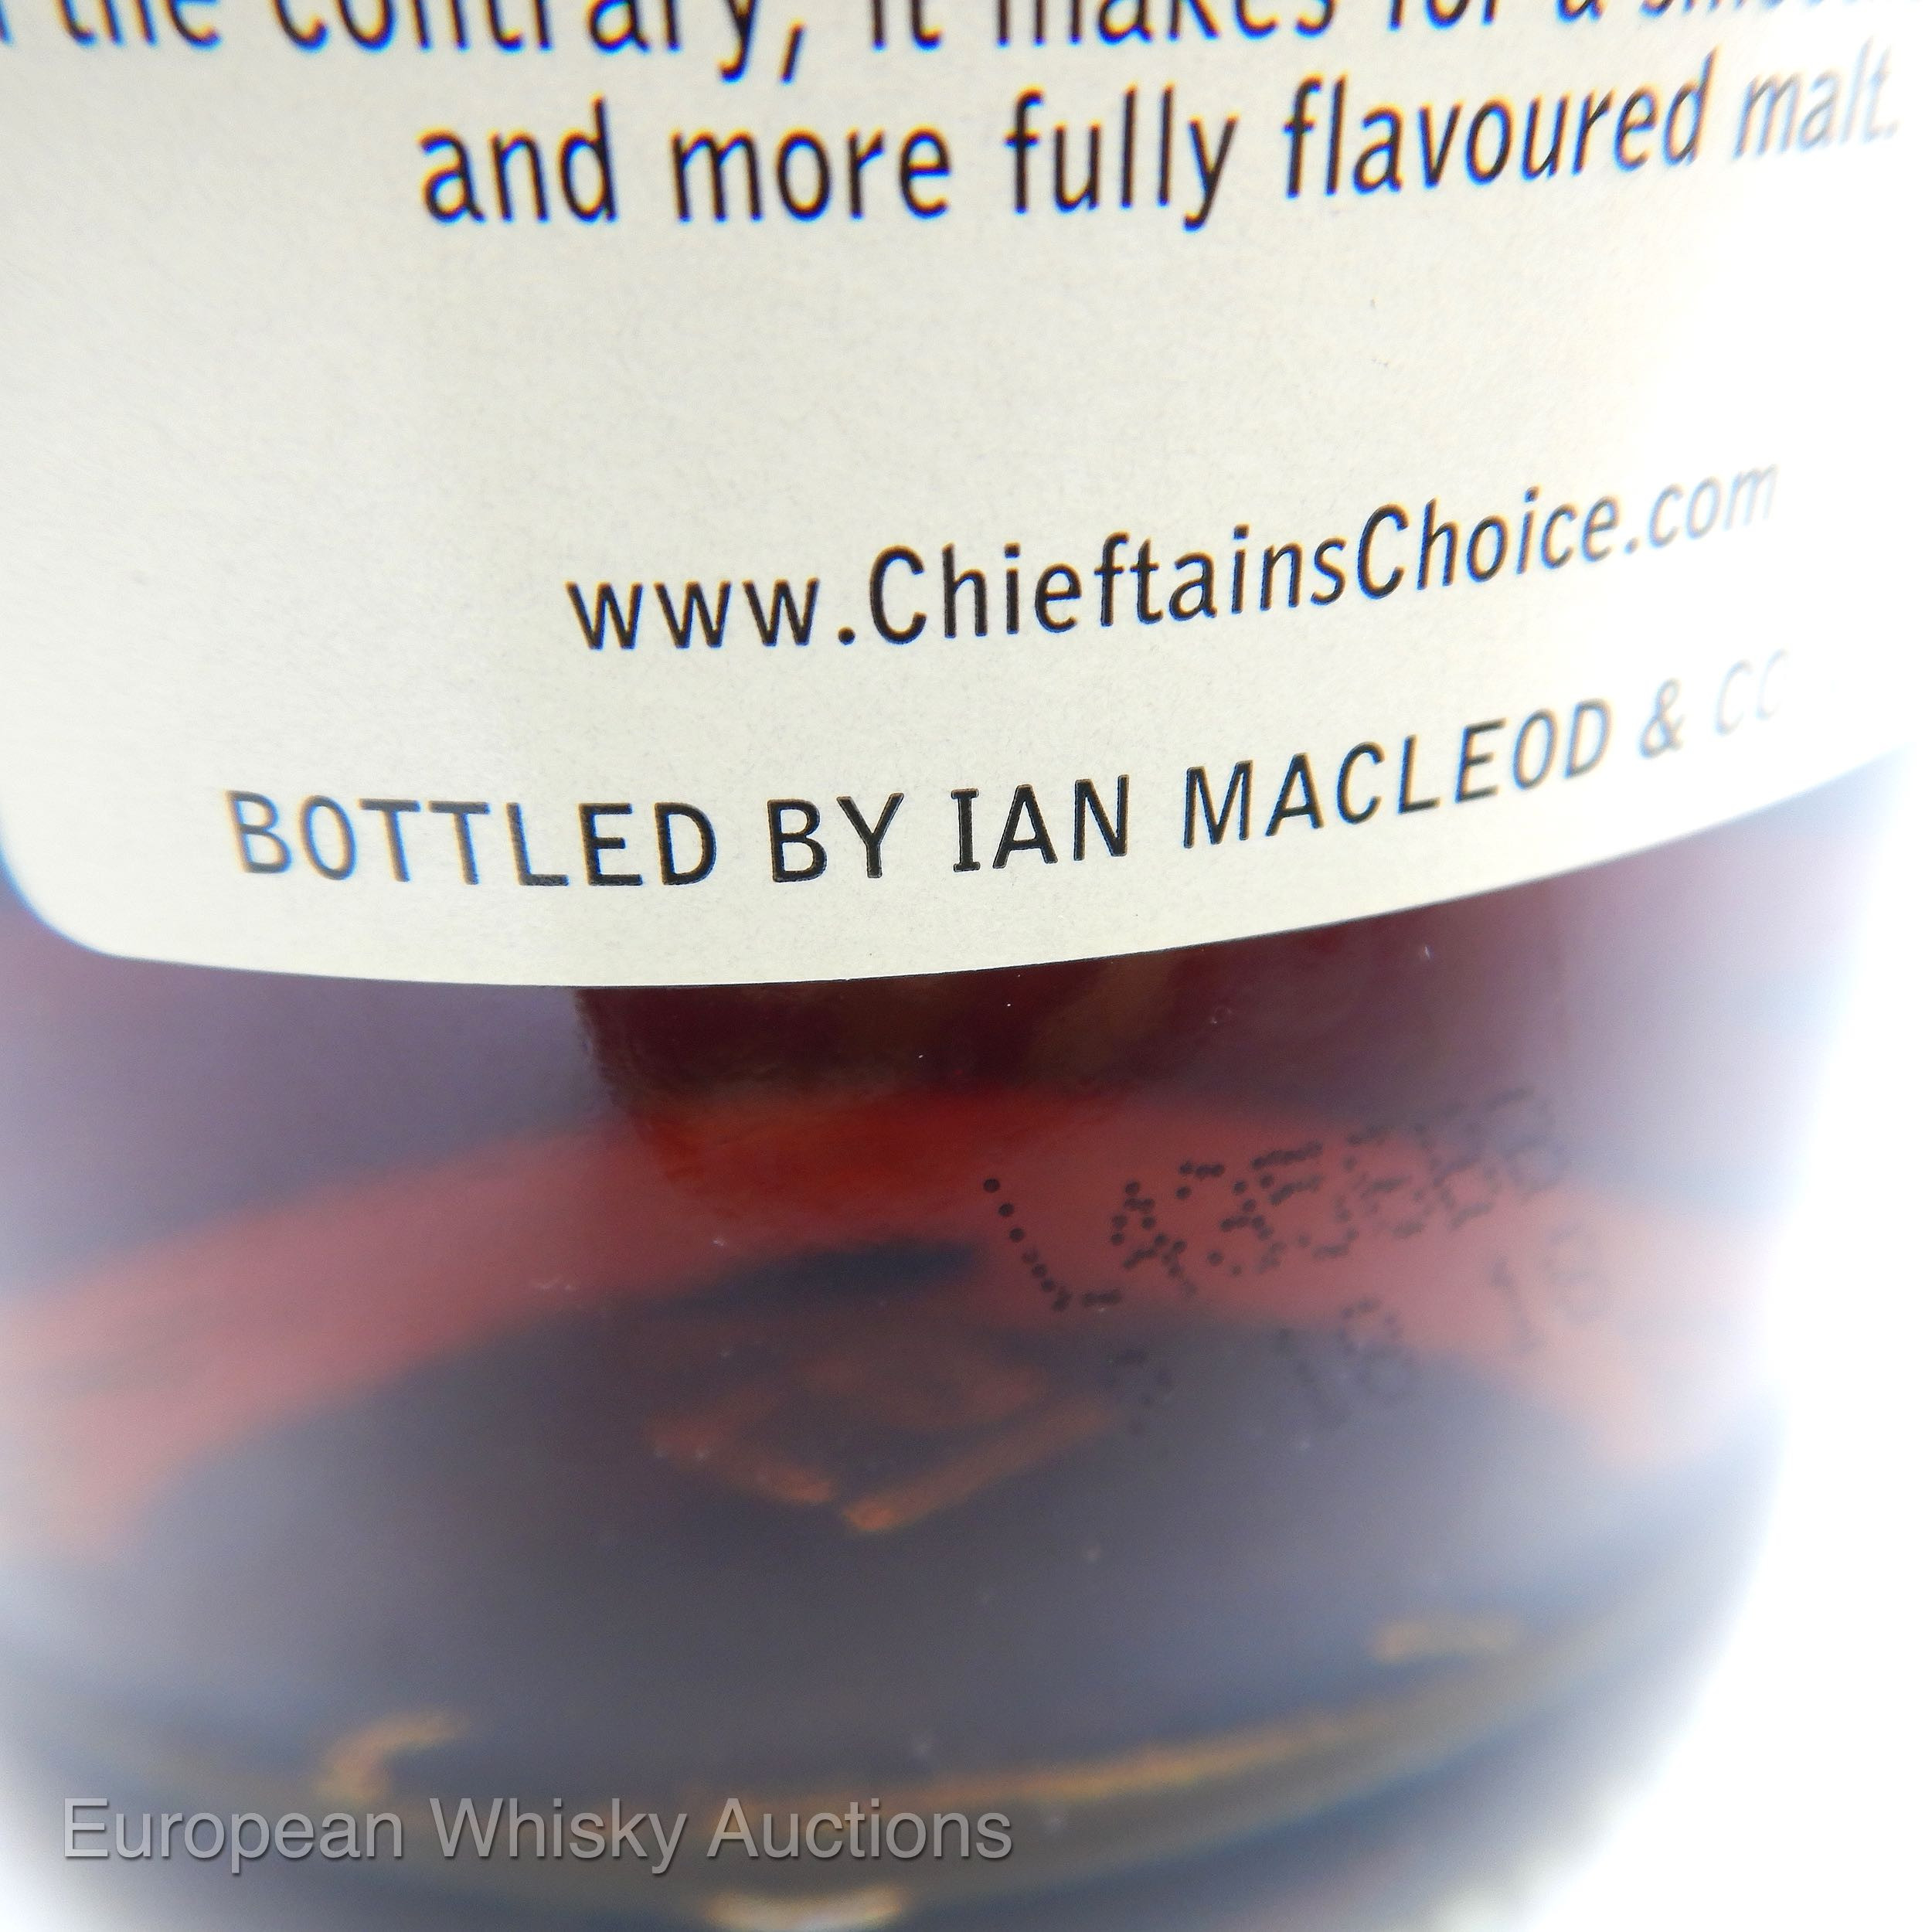 the contrary, it makes for a
and more fully flavoured malt.
www.ChieftainsChoice.com
BOTTLED BY IAN MACLEOD &
European Whisky Auctions